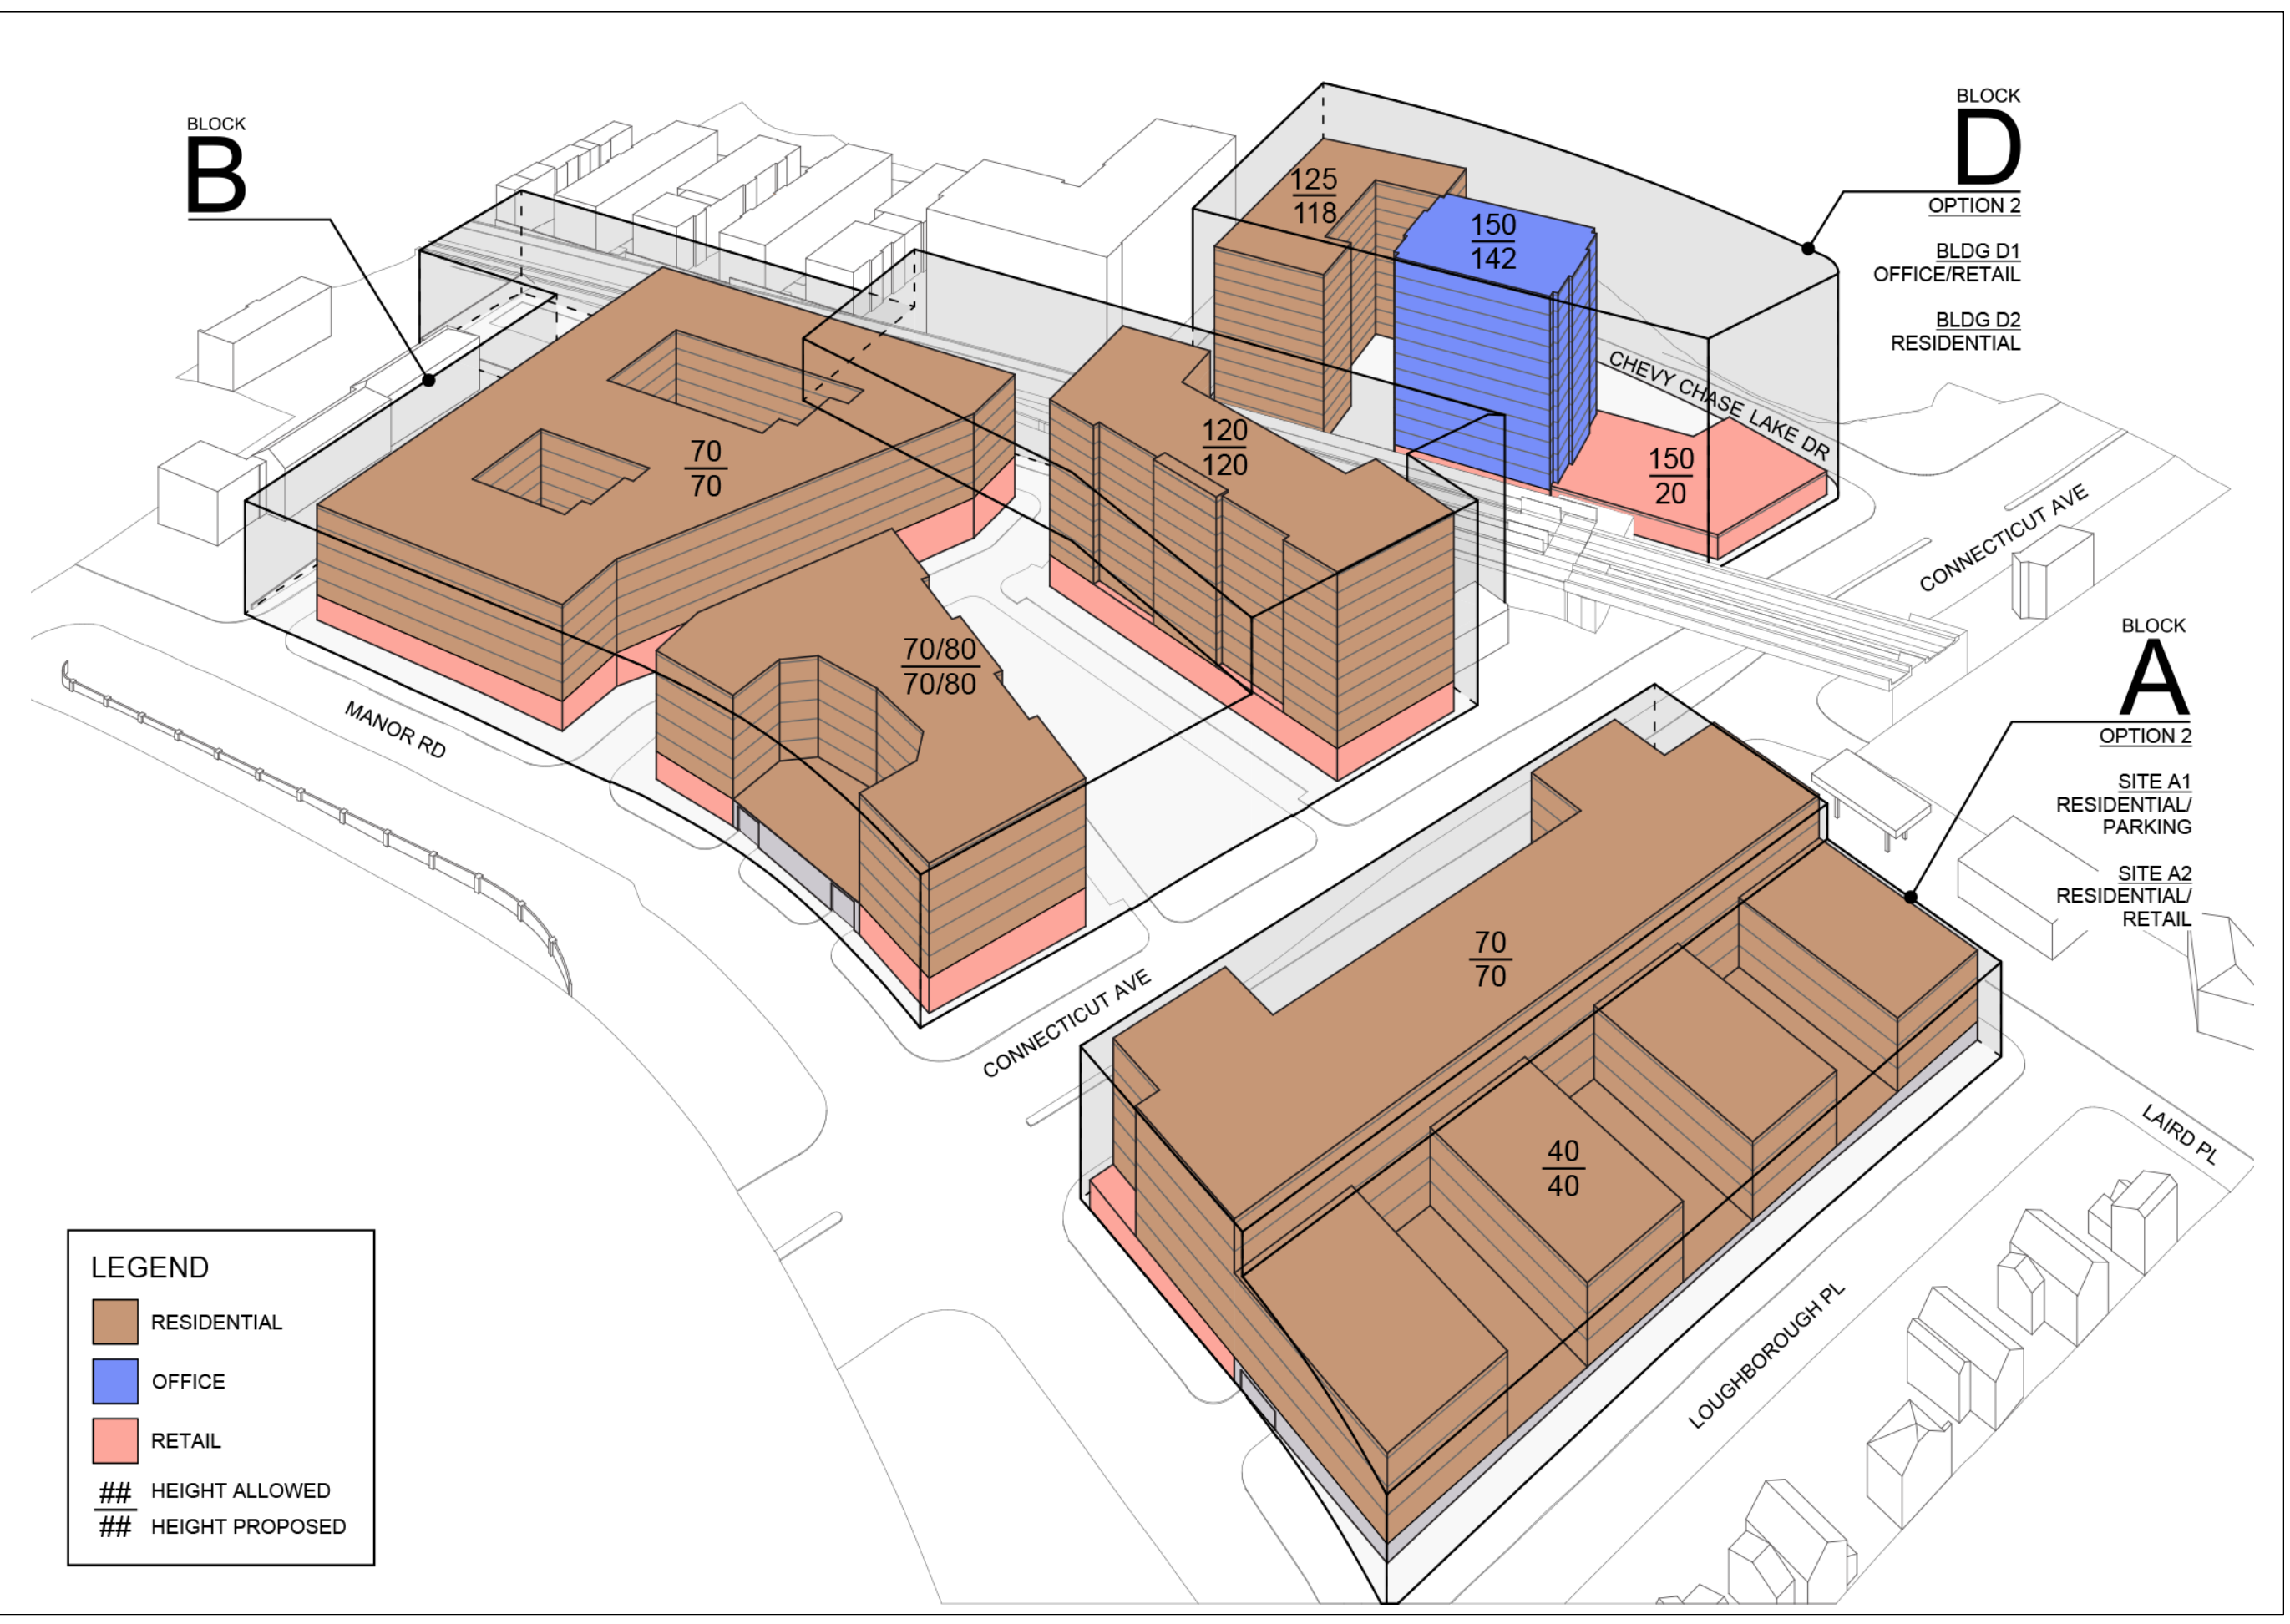 BLOCK
B
BLOCK
D
OPTION 2
BLDG D1
OFFICE/RETAIL
BLDG D2
RESIDENTIAL
125
118
150
142
CHEVY CHASE LAKE DR
150
20
CONNECTICUT AVE
70
70
120
120
70/80
70/80
MANOR RD
BLOCK
A
OPTION 2
SITE A1
RESIDENTIAL/
PARKING
SITE A2
RESIDENTIAL/
RETAIL
70
70
CONNECTICUT AVE
40
40
LAIRD PL
LOUGHBOROUGH PL
LEGEND
RESIDENTIAL
OFFICE
RETAIL
## HEIGHT ALLOWED
## HEIGHT PROPOSED